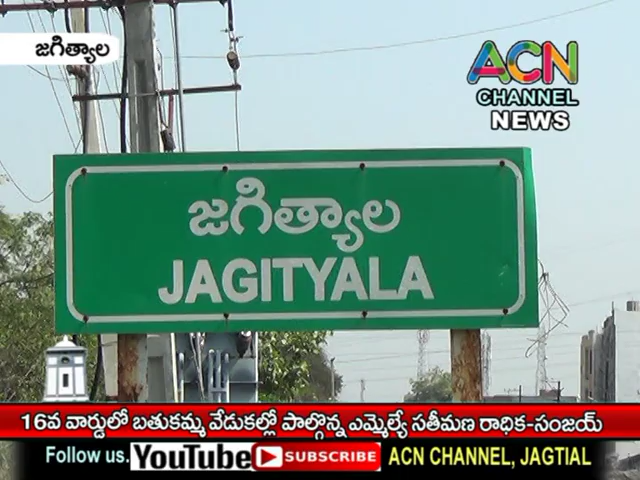 జగిత్యాల
ACN
CHANNEL
NEWS
జగిత్యాల
JAGITYALA
16వ వార్డులో బతుకమ్మ వేడుకల్లో పాల్గొన్న ఎమ్మెల్యే సతీమణి రాధిక-సంజయ్
Follow us. YouTube SUBSCRIBE ACN CHANNEL, JAGTIAL